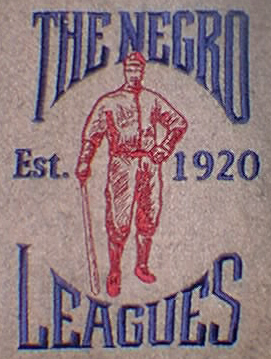 THE NEGRO
Est. 1920
LEAGUES